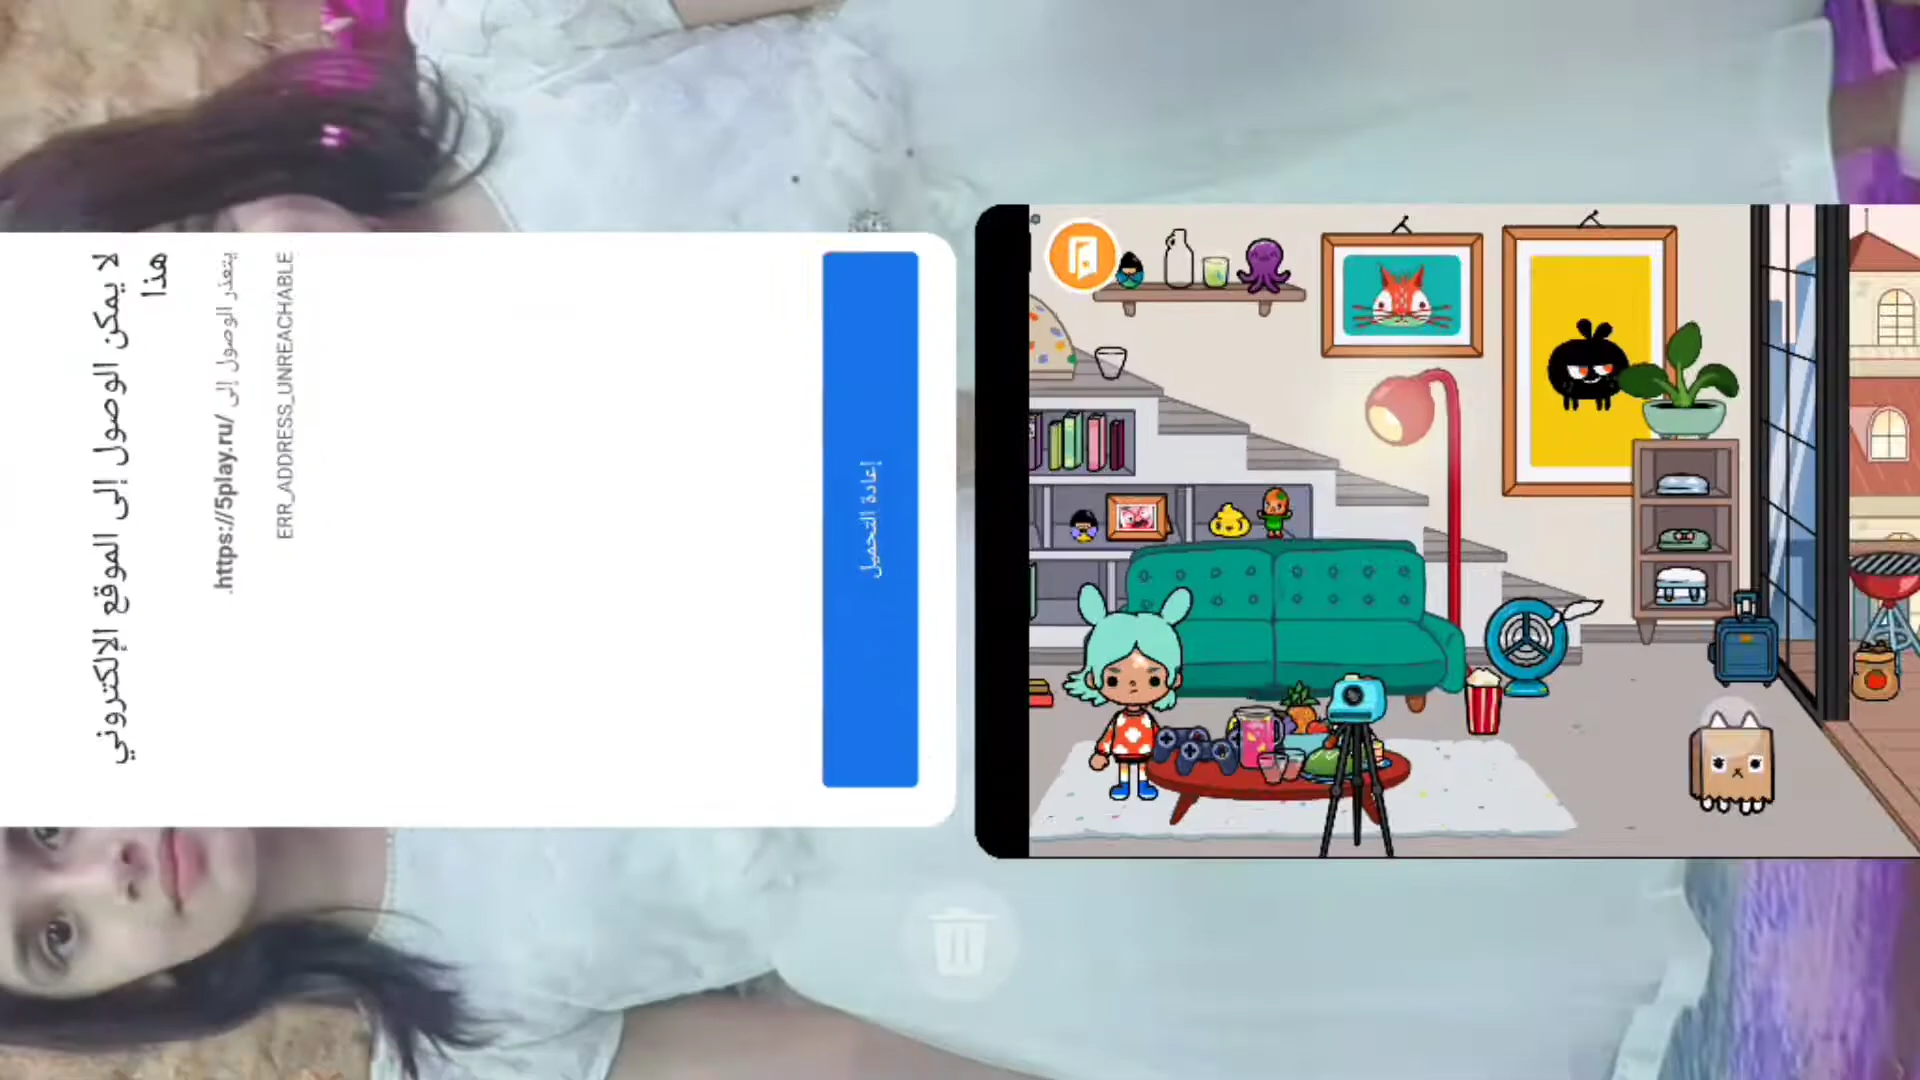 لا يمكن الوصول إلى الموقع الإلكتروني
هذا
يتعذر الوصول إلى https://5play.ru/.
ERR_ADDRESS_UNREACHABLE
إعادة التحميل